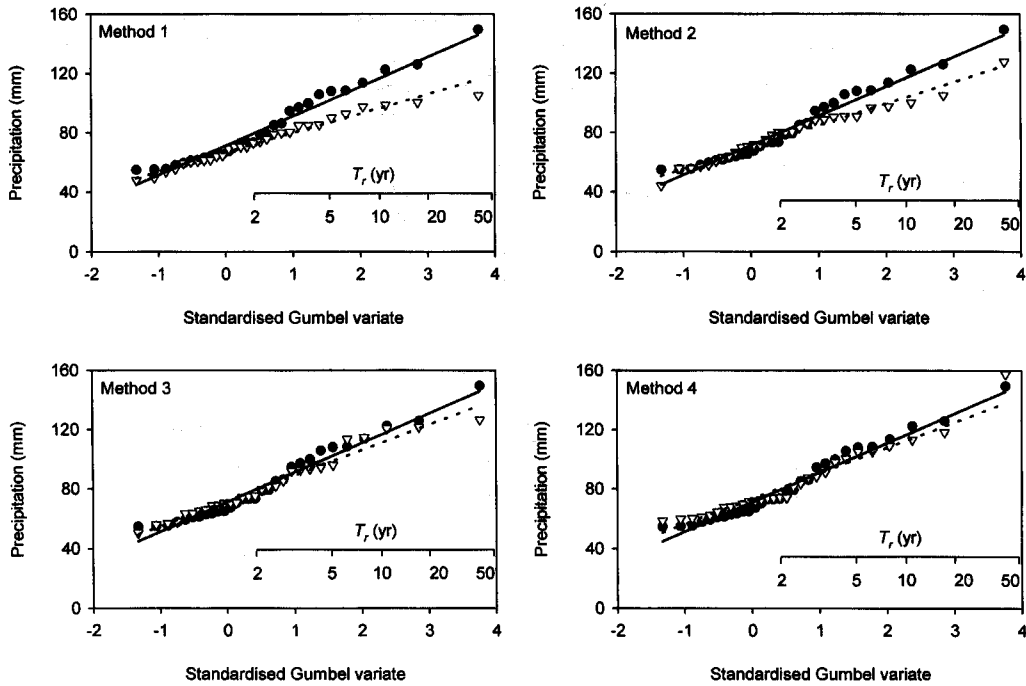 Method 1
Precipitation (mm)
160
120
80
40
0
T_r (yr)
2 5 10 20 50
-2 -1 0 1 2 3 4
Standardised Gumbel variate
Method 2
Precipitation (mm)
160
120
80
40
0
T_r (yr)
2 5 10 20 50
-2 -1 0 1 2 3 4
Standardised Gumbel variate
Method 3
Precipitation (mm)
160
120
80
40
0
T_r (yr)
2 5 10 20 50
-2 -1 0 1 2 3 4
Standardised Gumbel variate
Method 4
Precipitation (mm)
160
120
80
40
0
T_r (yr)
2 5 10 20 50
-2 -1 0 1 2 3 4
Standardised Gumbel variate